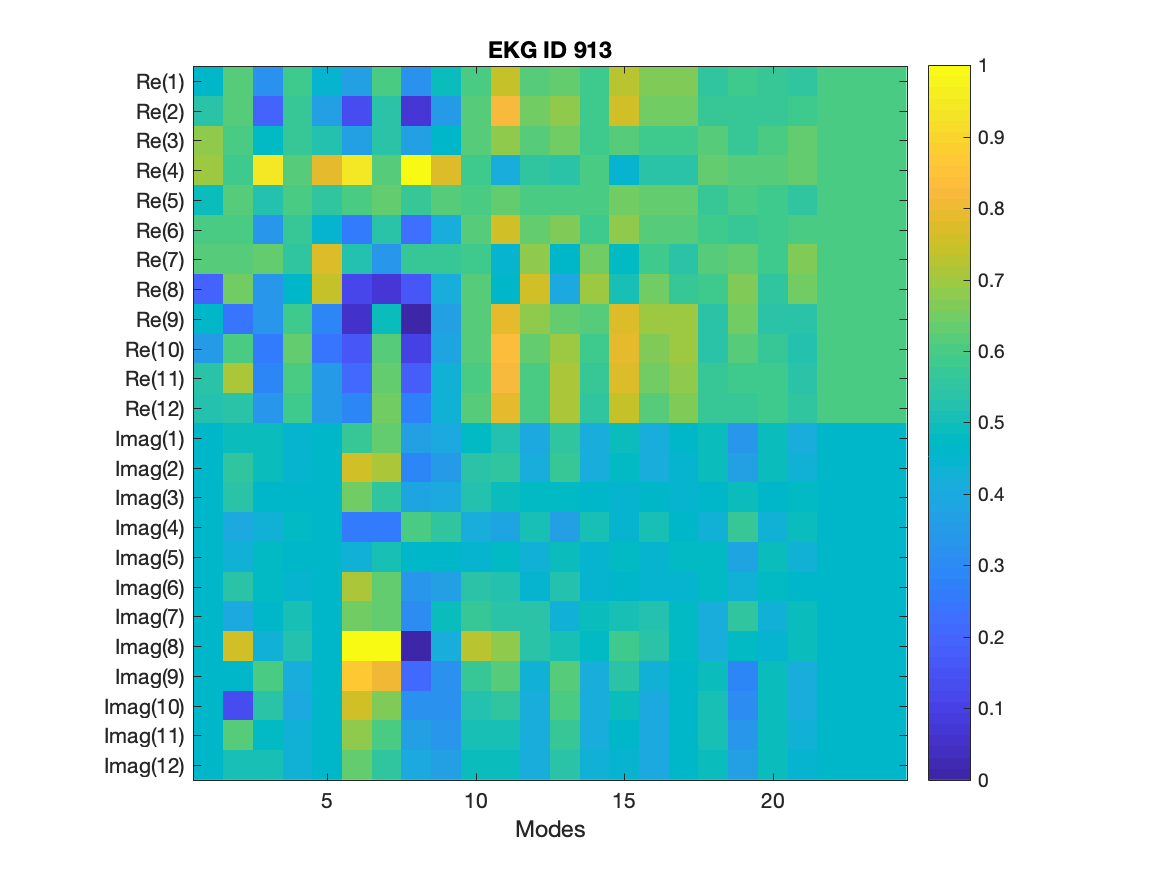 EKG ID 913
Re(1)
Re(2)
Re(3)
Re(4)
Re(5)
Re(6)
Re(7)
Re(8)
Re(9)
Re(10)
Re(11)
Re(12)
Imag(1)
Imag(2)
Imag(3)
Imag(4)
Imag(5)
Imag(6)
Imag(7)
Imag(8)
Imag(9)
Imag(10)
Imag(11)
Imag(12)
5 10 15 20
Modes
1
0.9
0.8
0.7
0.6
0.5
0.4
0.3
0.2
0.1
0